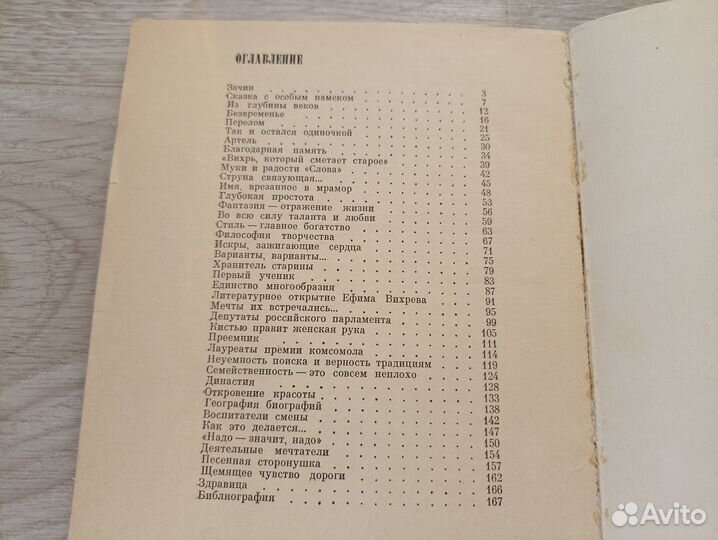 ОГЛАВЛЕНИЕ
Зачин 3
Сказка с особым намеком 7
Из глубины веков 12
Безвременье 16
Перелом 21
Так и остался одиночкой 25
Артель 30
Благодарная память 34
«Вихрь, который сметает старое» 39
Муки и радости «Слова» 42
Струна связующая... 45
Имя, врезанное в мрамор 48
Глубокая простота 53
Фантазия — отражение жизни 56
Во всю силу таланта и любви 59
Стиль — главное богатство 63
Философия творчества 67
Искры, зажигающие сердца 71
Варианты, варианты... 75
Хранитель старины 79
Первый ученик 83
Единство многообразия 87
Литературное открытие Ефима Вихрева 91
Мечты их встречались... 95
Депутаты российского парламента 99
Кистью правит женская рука 105
Преемник 111
Лауреаты премии комсомола 114
Неуемность поиска и верность традициям 119
Семейственность — это совсем неплохо 124
Династия 128
Откровение красоты 133
География биографий 138
Воспитатели смены 142
Как это делается... 147
«Надо — значит, надо» 150
Деятельные мечтатели 154
Песенная сторонушка 157
Щемящее чувство дороги 162
Здравица 166
Библиография 167
Avito